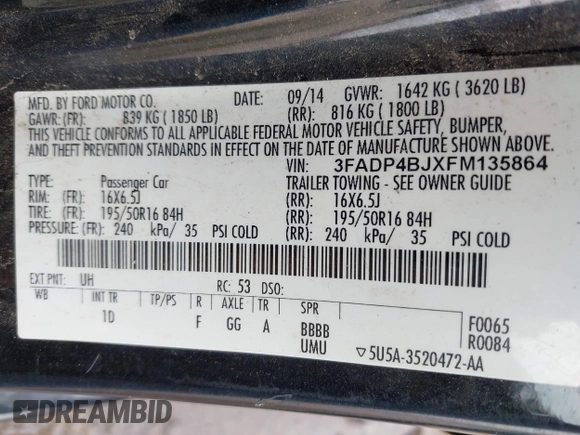 MFD. BY FORD MOTOR CO. DATE: 09/14 GVWR: 1642 KG ( 3620 LB)
GAWR: (FR): 839 KG ( 1850 LB) (RR): 816 KG ( 1800 LB)
THIS VEHICLE CONFORMS TO ALL APPLICABLE FEDERAL MOTOR VEHICLE SAFETY, BUMPER,
AND THEFT PREVENTION STANDARDS IN EFFECT ON THE DATE OF MANUFACTURE SHOWN ABOVE.
VIN: 3FADP4BJXFM135864
TYPE: Passenger Car TRAILER TOWING - SEE OWNER GUIDE
RIM: (FR): 16X6.5J (RR): 16X6.5J
TIRE: (FR): 195/50R16 84H (RR): 195/50R16 84H
PRESSURE: (FR): 240 kPa/ 35 PSI COLD (RR): 240 kPa/ 35 PSI COLD
EXT PNT: UH RC: 53 DSO:
WB INT TR TP/PS R AXLE TR SPR F0065
1D F GG A BBBB R0084
UMU ▽5U5A-3520472-AA
DREAMBID